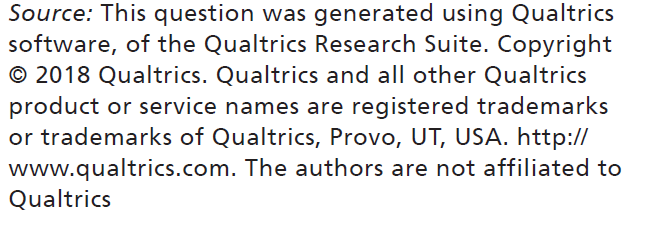 Source: This question was generated using Qualtrics
software, of the Qualtrics Research Suite. Copyright
© 2018 Qualtrics. Qualtrics and all other Qualtrics
product or service names are registered trademarks
or trademarks of Qualtrics, Provo, UT, USA. http://
www.qualtrics.com. The authors are not affiliated to
Qualtrics